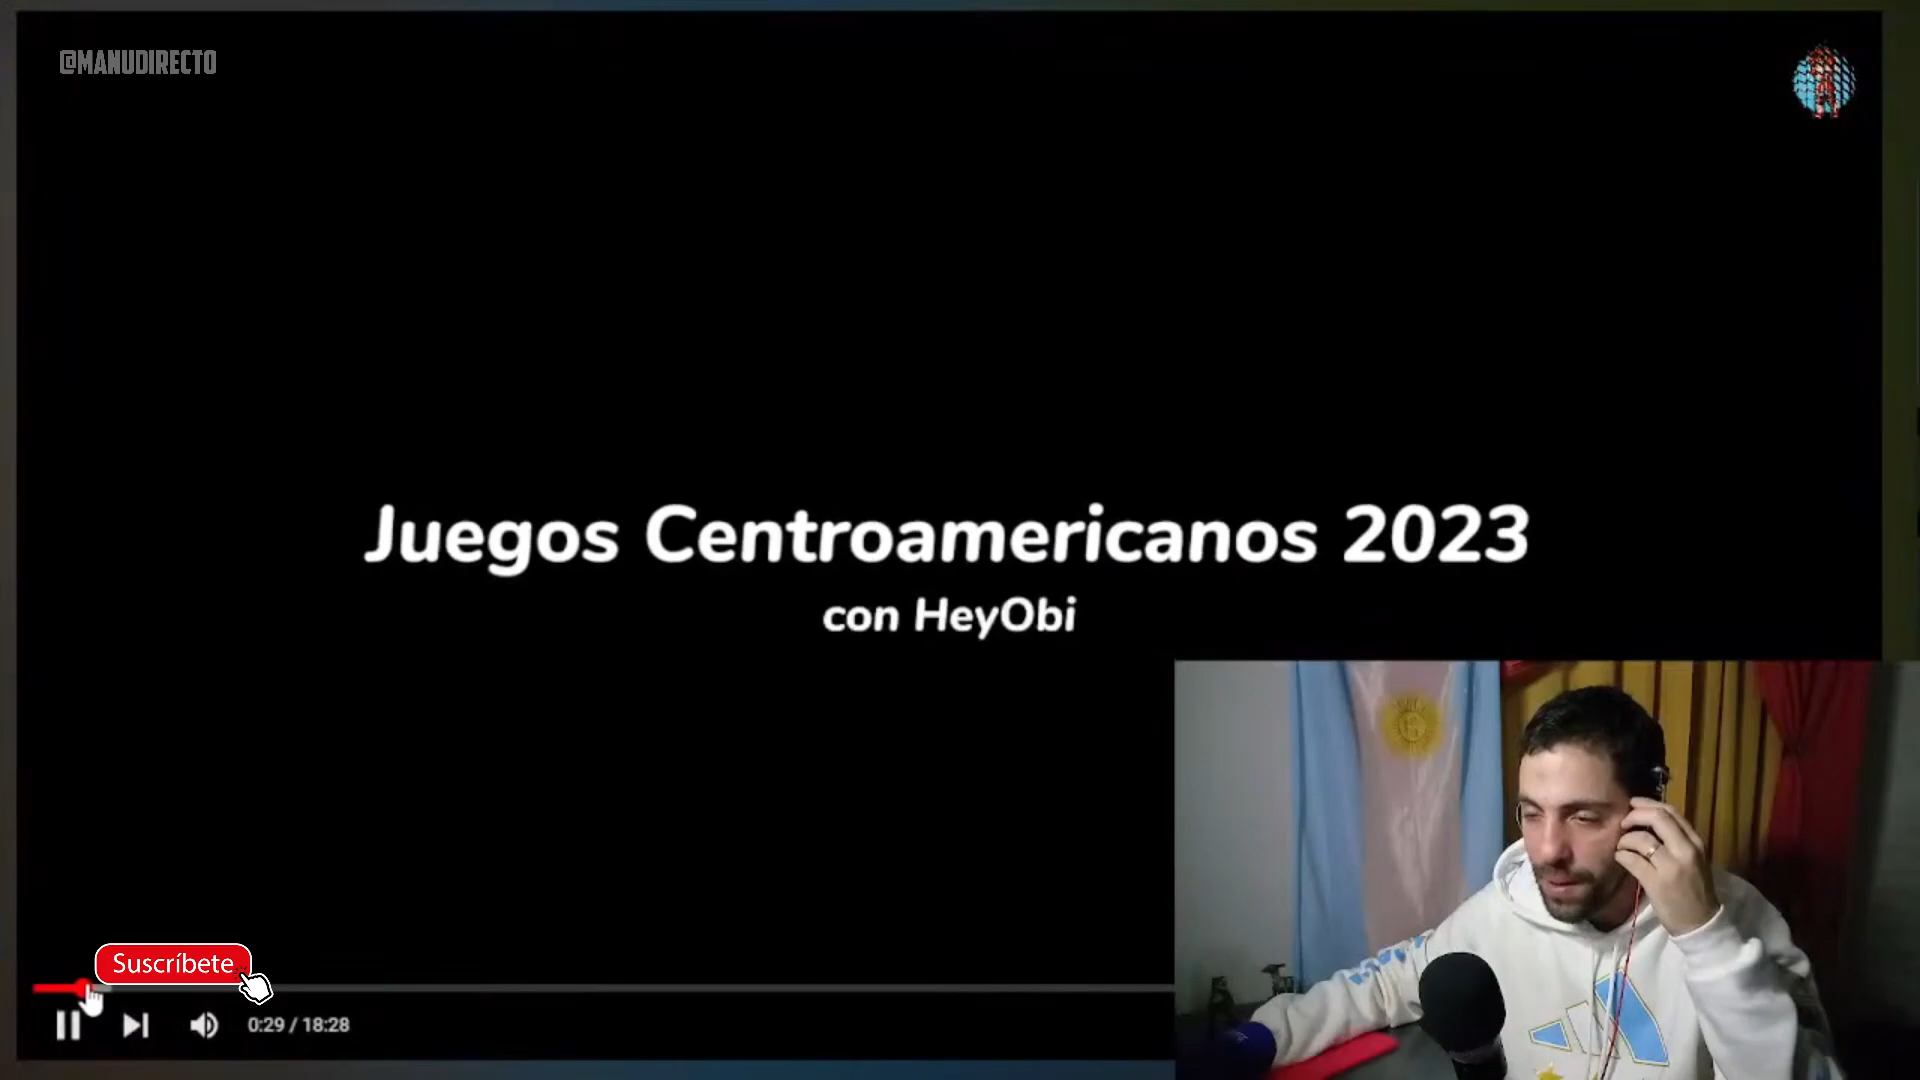 @MANUDIRECTO
Juegos Centroamericanos 2023
con HeyObi
Suscríbete
0:29 / 18:28